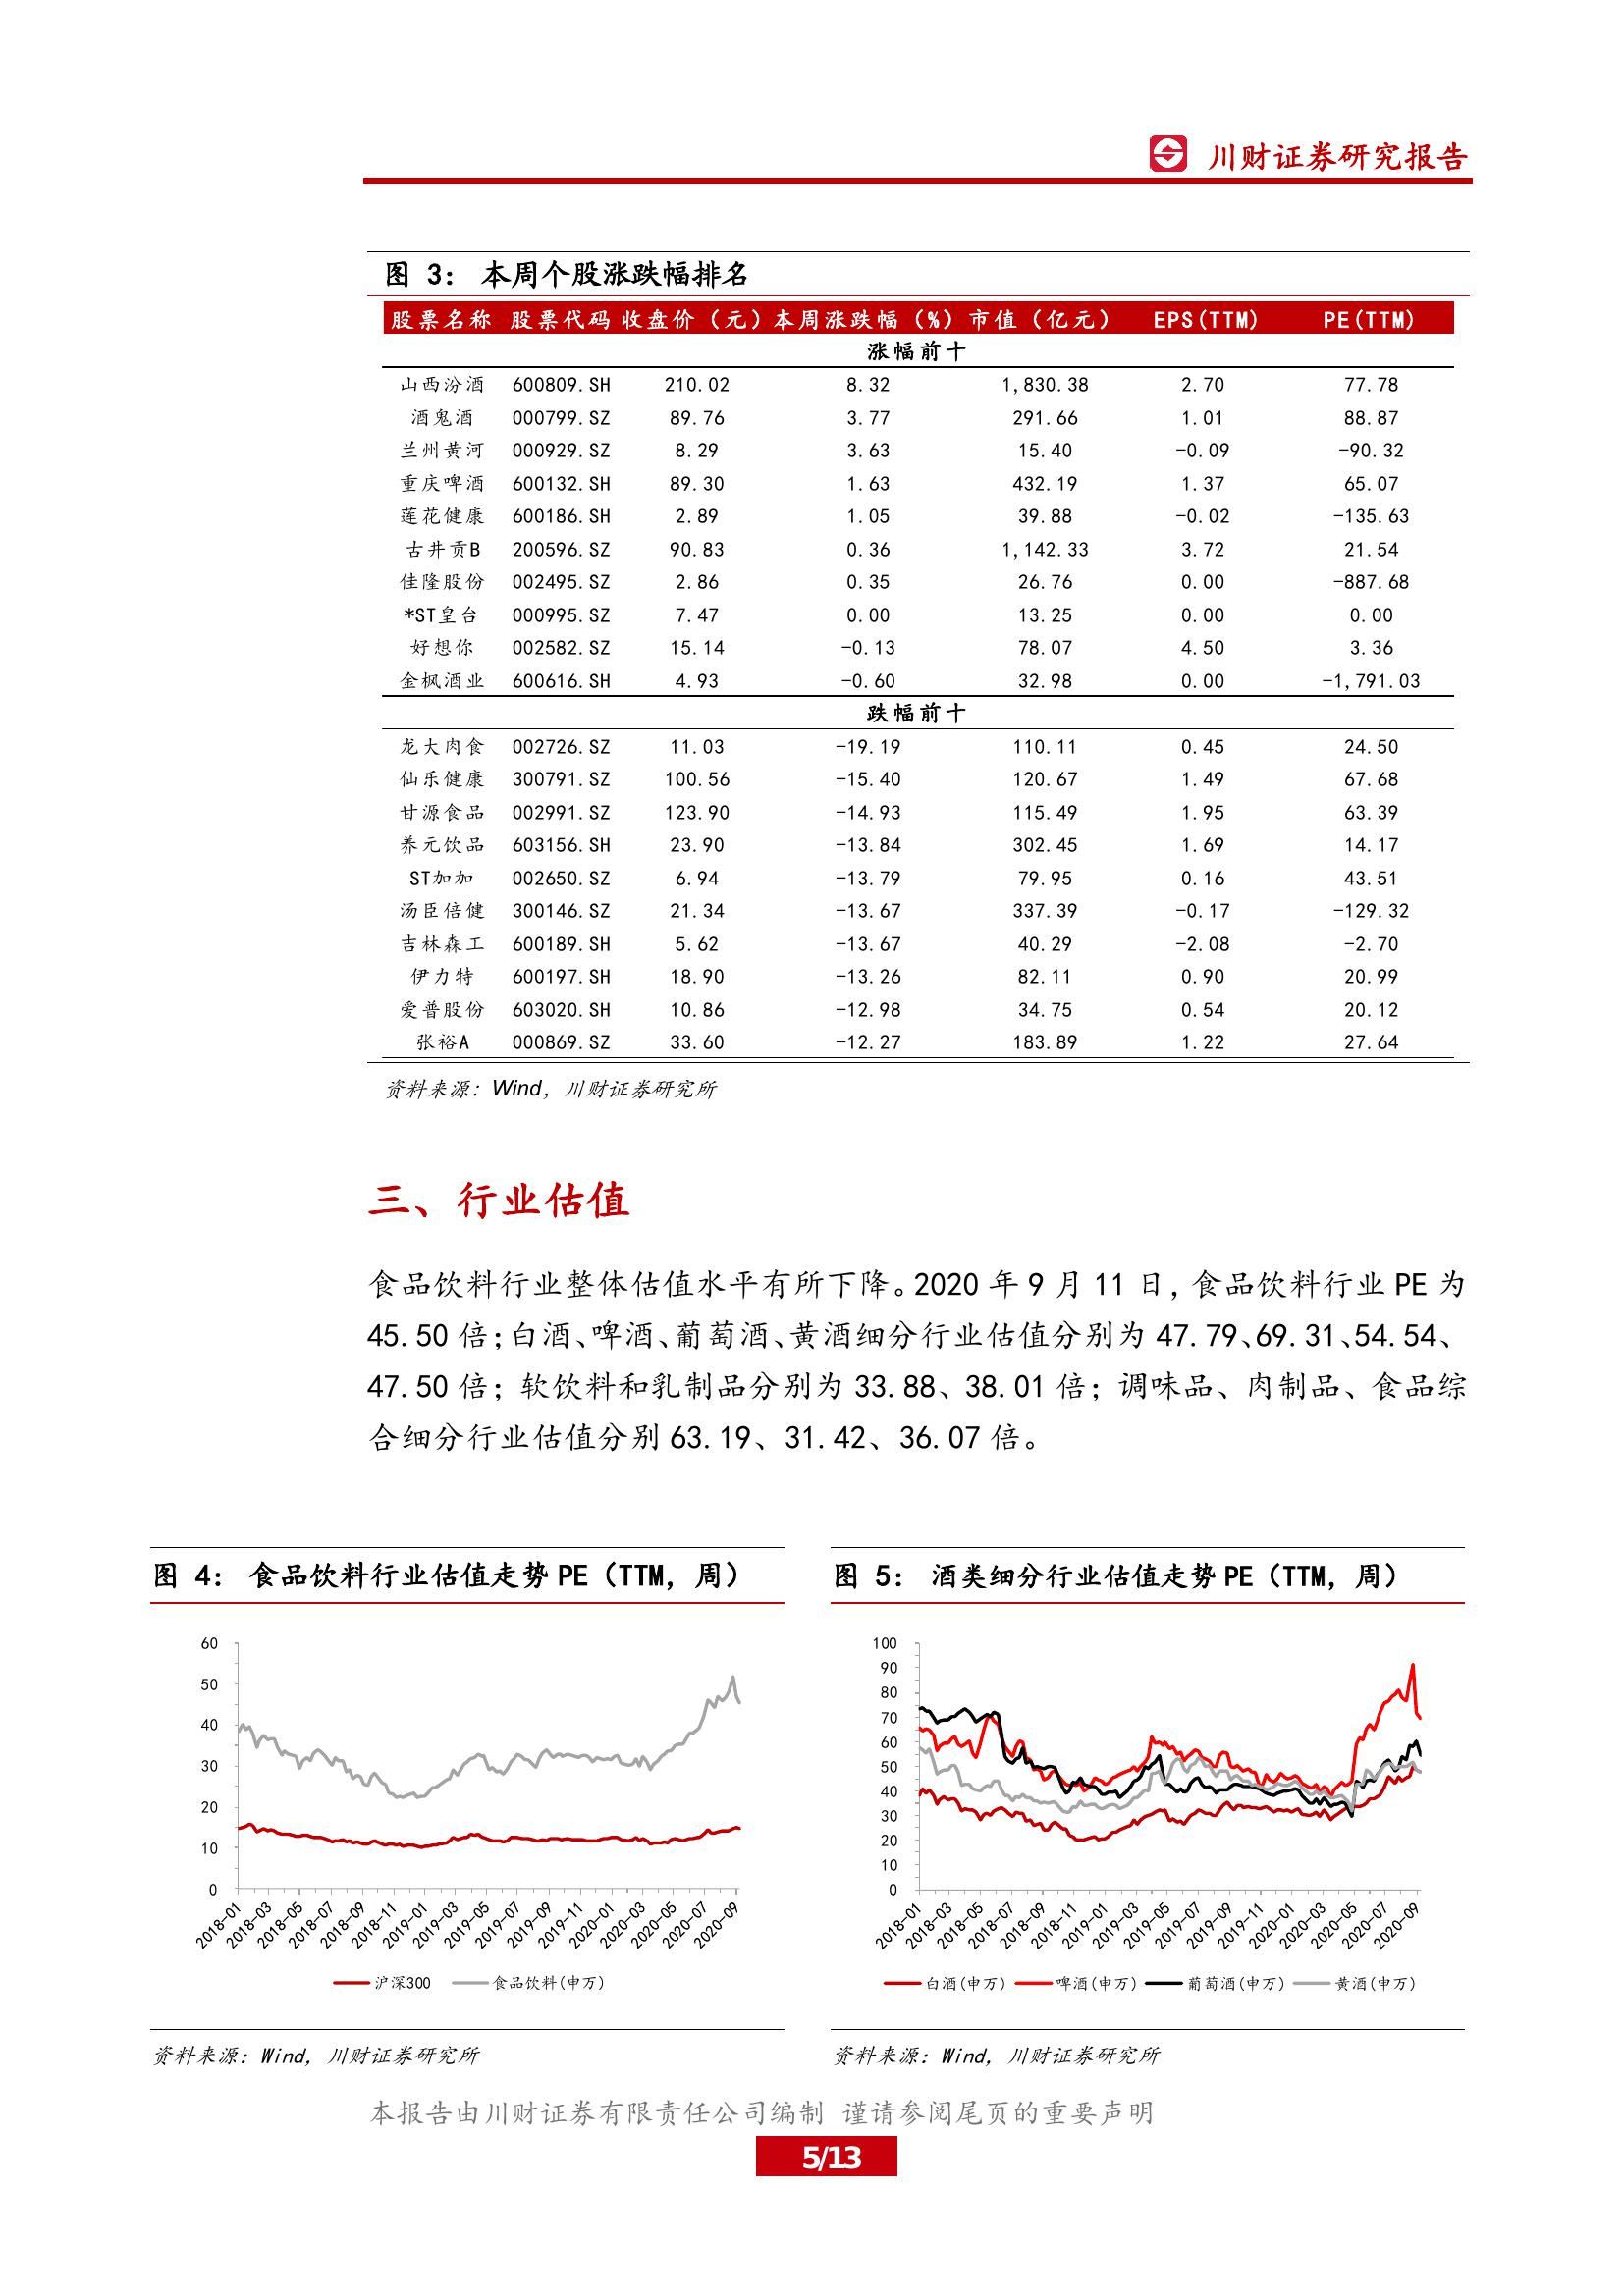 川财证券研究报告
图 3： 本周个股涨跌幅排名
股票名称 股票代码 收盘价（元）本周涨跌幅（%）市值（亿元） EPS(TTM) PE(TTM)
涨幅前十
山西汾酒 600809.SH 210.02 8.32 1,830.38 2.70 77.78
酒鬼酒 000799.SZ 89.76 3.77 291.66 1.01 88.87
兰州黄河 000929.SZ 8.29 3.63 15.40 -0.09 -90.32
重庆啤酒 600132.SH 89.30 1.63 432.19 1.37 65.07
莲花健康 600186.SH 2.89 1.05 39.88 -0.02 -135.63
古井贡B 200596.SZ 90.83 0.36 1,142.33 3.72 21.54
佳隆股份 002495.SZ 2.86 0.35 26.76 0.00 -887.68
*ST皇台 000995.SZ 7.47 0.00 13.25 0.00 0.00
好想你 002582.SZ 15.14 -0.13 78.07 4.50 3.36
金枫酒业 600616.SH 4.93 -0.60 32.98 0.00 -1,791.03
跌幅前十
龙大肉食 002726.SZ 11.03 -19.19 110.11 0.45 24.50
仙乐健康 300791.SZ 100.56 -15.40 120.67 1.49 67.68
甘源食品 002991.SZ 123.90 -14.93 115.49 1.95 63.39
养元饮品 603156.SH 23.90 -13.84 302.45 1.69 14.17
ST加加 002650.SZ 6.94 -13.79 79.95 0.16 43.51
汤臣倍健 300146.SZ 21.34 -13.67 337.39 -0.17 -129.32
吉林森工 600189.SH 5.62 -13.67 40.29 -2.08 -2.70
伊力特 600197.SH 18.90 -13.26 82.11 0.90 20.99
爱普股份 603020.SH 10.86 -12.98 34.75 0.54 20.12
张裕A 000869.SZ 33.60 -12.27 183.89 1.22 27.64
资料来源：Wind，川财证券研究所
三、行业估值
食品饮料行业整体估值水平有所下降。2020 年 9 月 11 日，食品饮料行业 PE 为
45.50 倍；白酒、啤酒、葡萄酒、黄酒细分行业估值分别为 47.79、69.31、54.54、
47.50 倍；软饮料和乳制品分别为 33.88、38.01 倍；调味品、肉制品、食品综
合细分行业估值分别 63.19、31.42、36.07 倍。
图 4： 食品饮料行业估值走势 PE（TTM，周）
60
50
40
30
20
10
0
2018-01 2018-03 2018-05 2018-07 2018-09 2018-11 2019-01 2019-03 2019-05 2019-07 2019-09 2019-11 2020-01 2020-03 2020-05 2020-07 2020-09
沪深300 食品饮料(申万)
资料来源：Wind，川财证券研究所
图 5： 酒类细分行业估值走势 PE（TTM，周）
100
90
80
70
60
50
40
30
20
10
0
2018-01 2018-03 2018-05 2018-07 2018-09 2018-11 2019-01 2019-03 2019-05 2019-07 2019-09 2019-11 2020-01 2020-03 2020-05 2020-07 2020-09
白酒(申万) 啤酒(申万) 葡萄酒(申万) 黄酒(申万)
资料来源：Wind，川财证券研究所
本报告由川财证券有限责任公司编制 谨请参阅尾页的重要声明
5/13